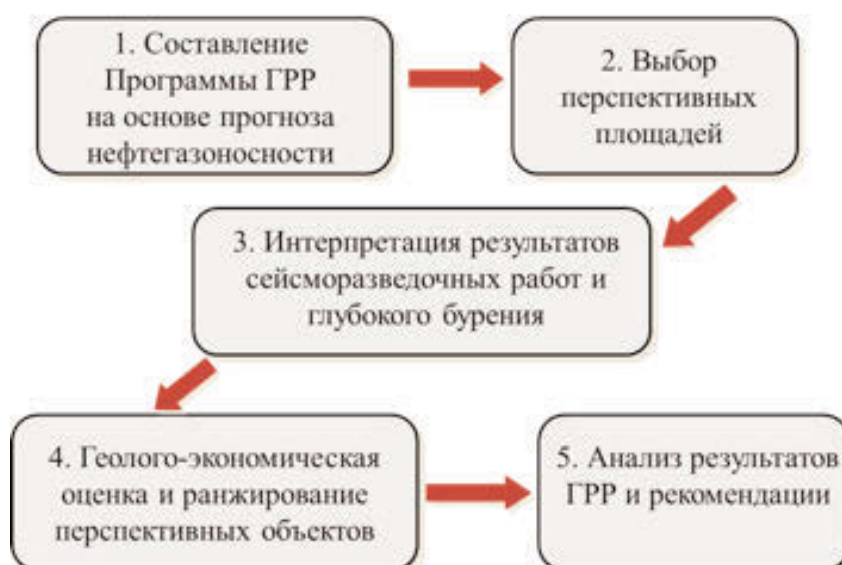 1. Составление
Программы ГРР
на основе прогноза
нефтегазоносности
2. Выбор
перспективных
площадей
3. Интерпретация результатов
сейсморазведочных работ и
глубокого бурения
4. Геолого-экономическая
оценка и ранжирование
перспективных объектов
5. Анализ результатов
ГРР и рекомендации